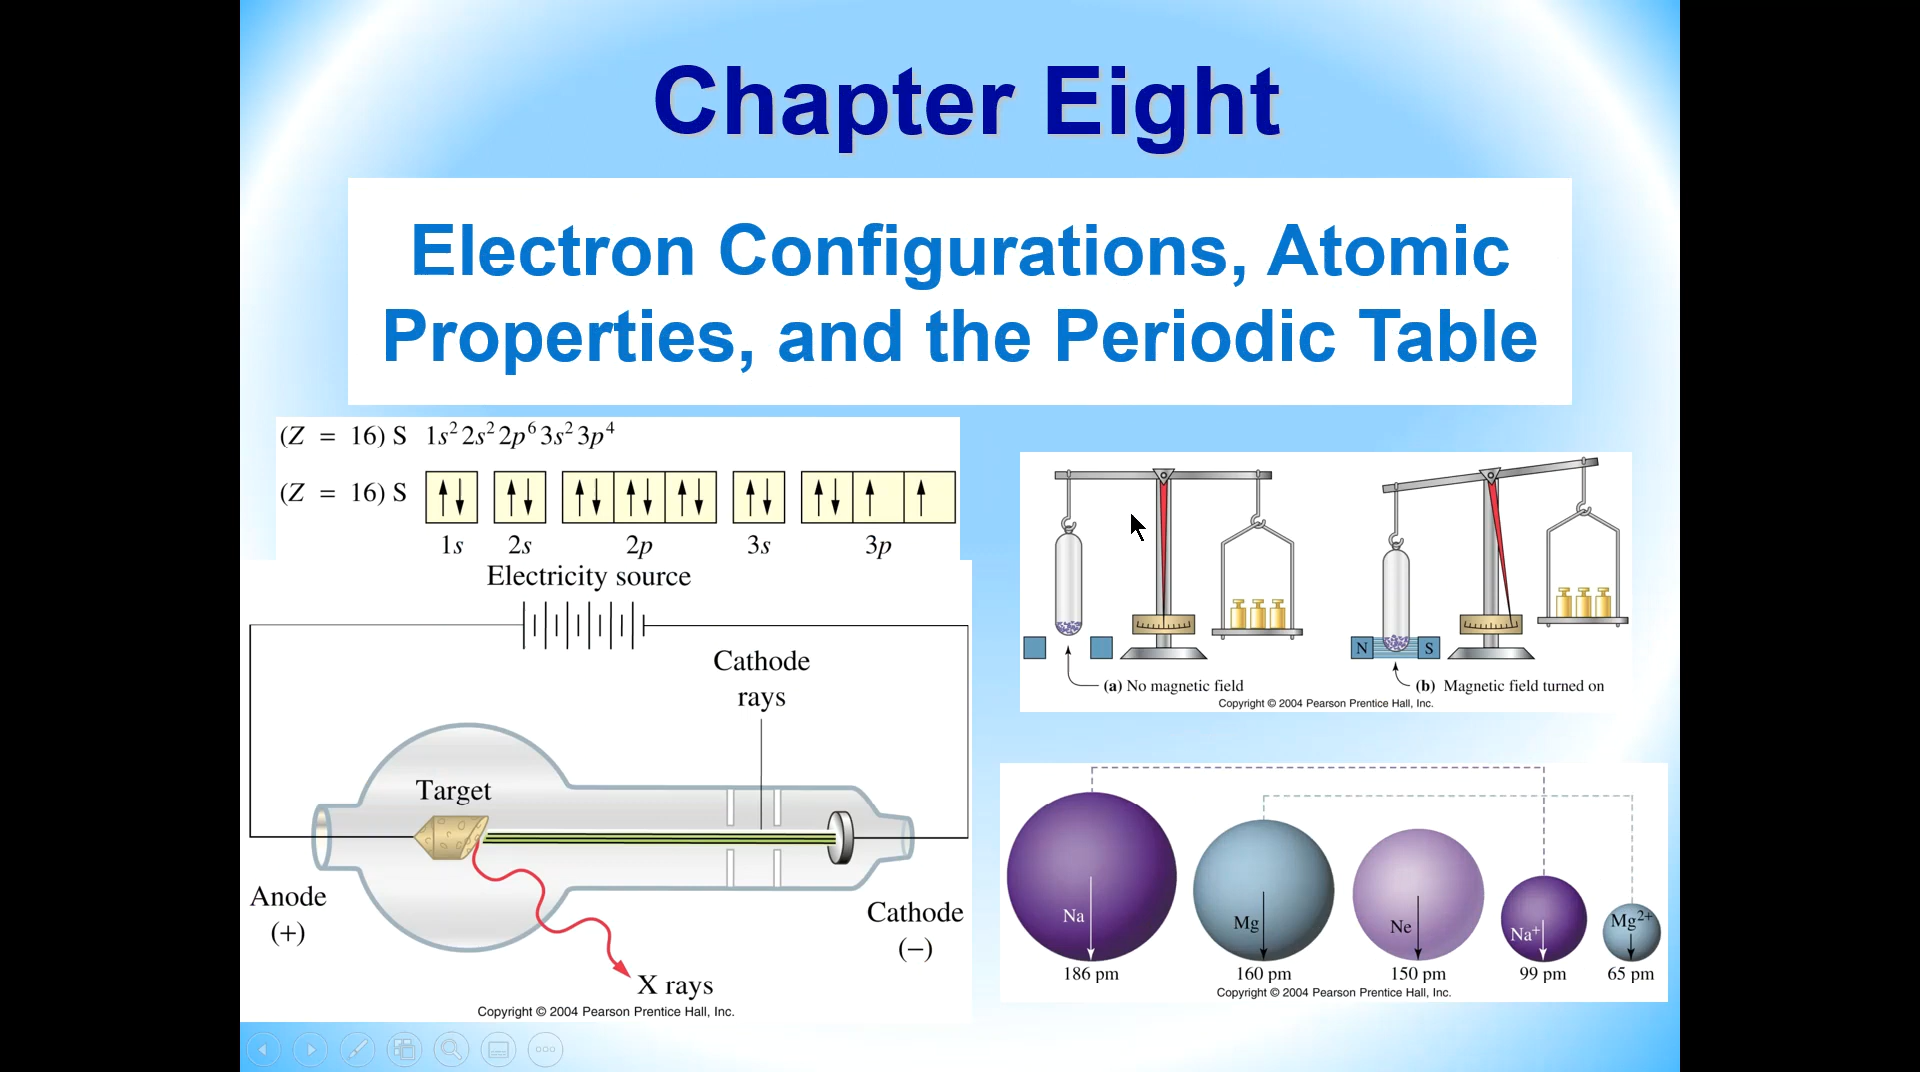 Chapter Eight
Electron Configurations, Atomic
Properties, and the Periodic Table
(Z = 16) S 1s² 2s² 2p⁶ 3s² 3p⁴
(Z = 16) S
1s 2s 2p 3s 3p
Electricity source
Cathode
rays
Target
Anode
(+)
Cathode
(−)
X rays
Copyright © 2004 Pearson Prentice Hall, Inc.
N S
(a) No magnetic field
(b) Magnetic field turned on
Copyright © 2004 Pearson Prentice Hall, Inc.
Na Mg Ne Na⁺ Mg²⁺
186 pm 160 pm 150 pm 99 pm 65 pm
Copyright © 2004 Pearson Prentice Hall, Inc.